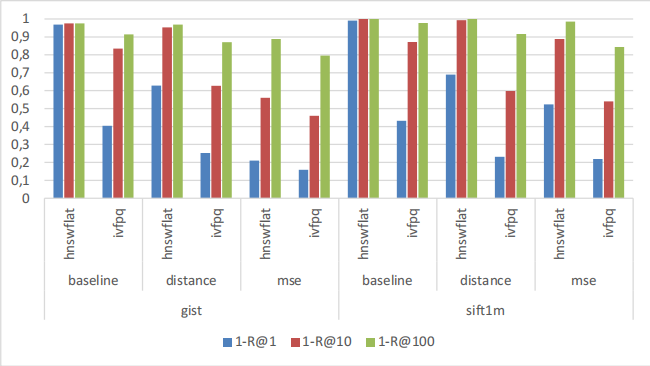 1
0,9
0,8
0,7
0,6
0,5
0,4
0,3
0,2
0,1
0
hnswflat ivfpq hnswflat ivfpq hnswflat ivfpq hnswflat ivfpq hnswflat ivfpq hnswflat ivfpq
baseline distance mse baseline distance mse
gist sift1m
1-R@1 1-R@10 1-R@100